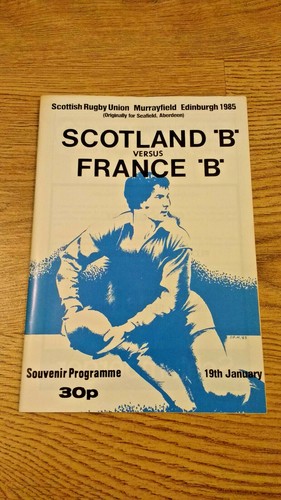 Scottish Rugby Union Murrayfield Edinburgh 1985
(Originally for Seafield, Aberdeen)
SCOTLAND "B"
VERSUS
FRANCE "B"
Souvenir Programme
19th January
30p